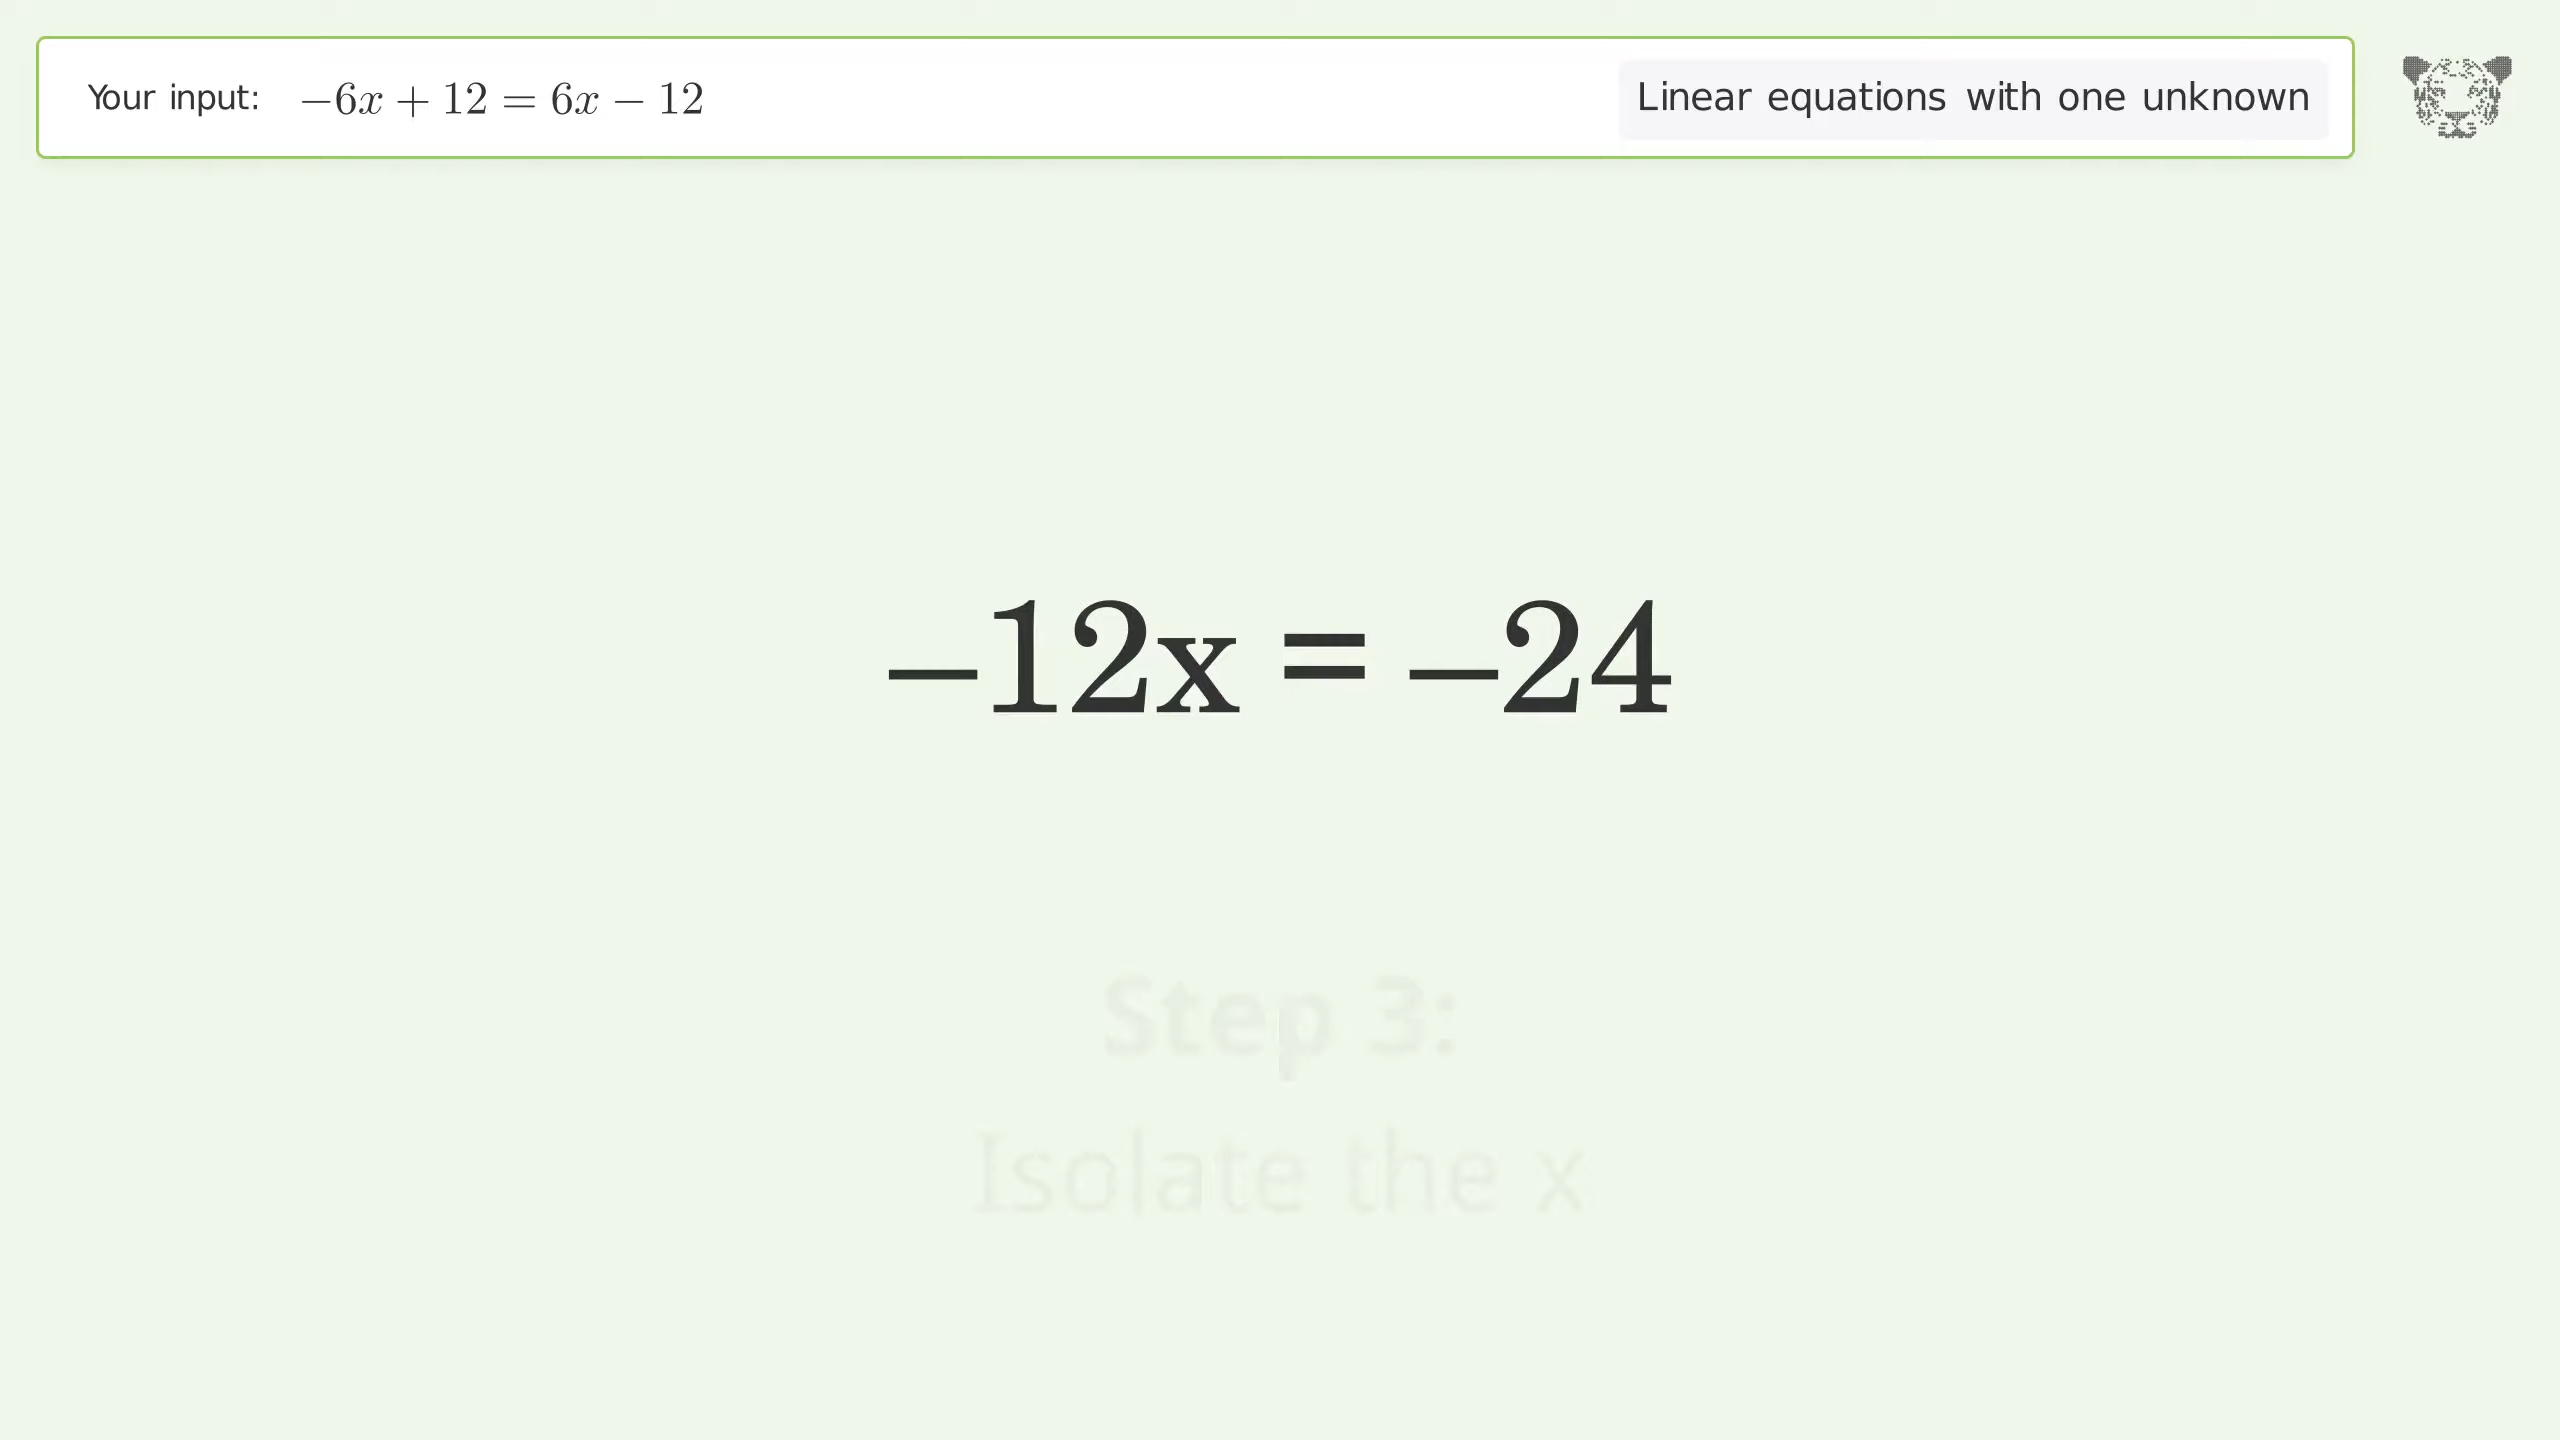 Your input: −6x + 12 = 6x − 12
Linear equations with one unknown
−12x = −24
Step 3:
Isolate the x